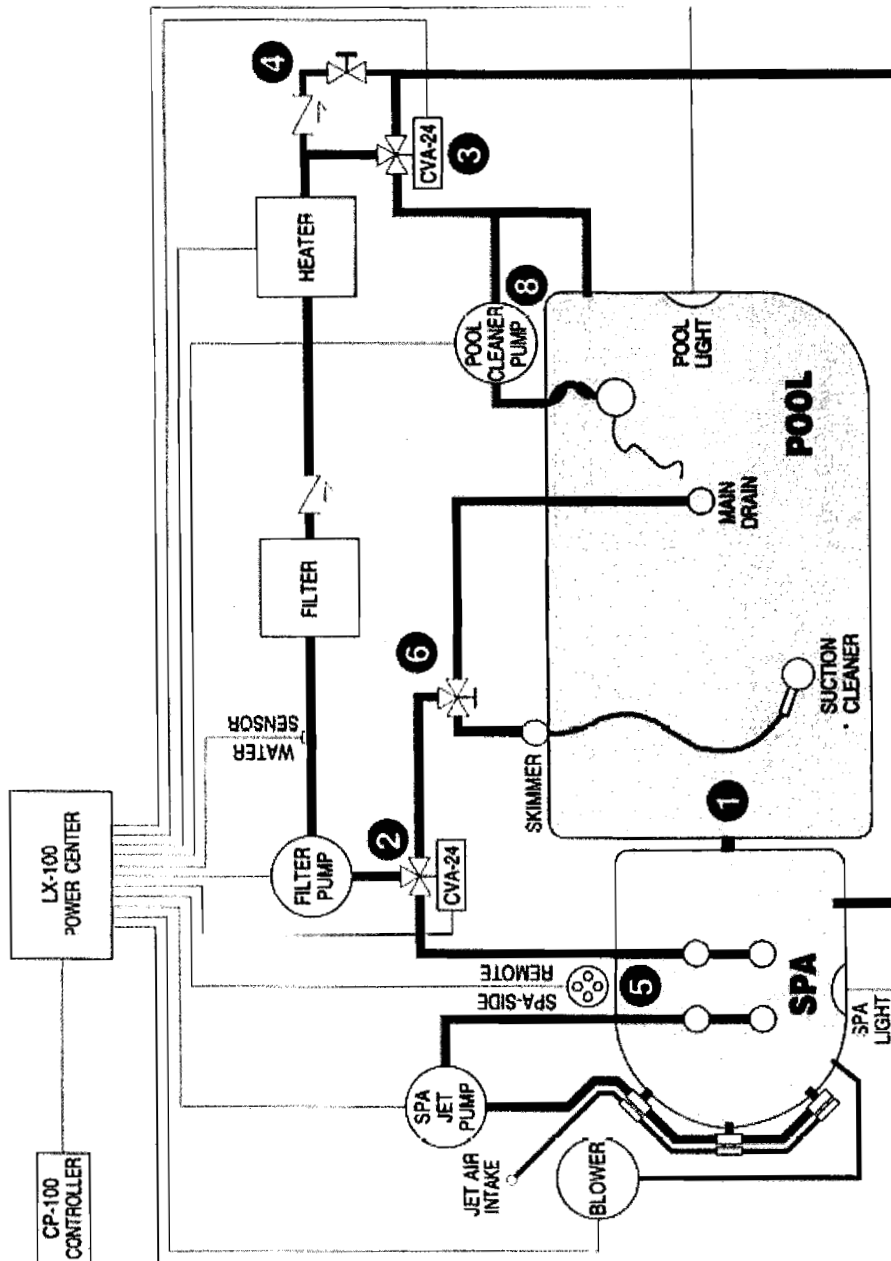 CP-100
CONTROLLER
LX-100
POWER CENTER
BLOWER
JET AIR
INTAKE
SPA
JET
PUMP
SPA-SIDE
REMOTE
5
SPA
SPA
LIGHT
FILTER
PUMP
2
CVA-24
WATER
SENSOR
FILTER
6
SKIMMER
1
SUCTION
CLEANER
MAIN
DRAIN
POOL
POOL
LIGHT
POOL
CLEANER
PUMP
8
HEATER
4
CVA-24
3